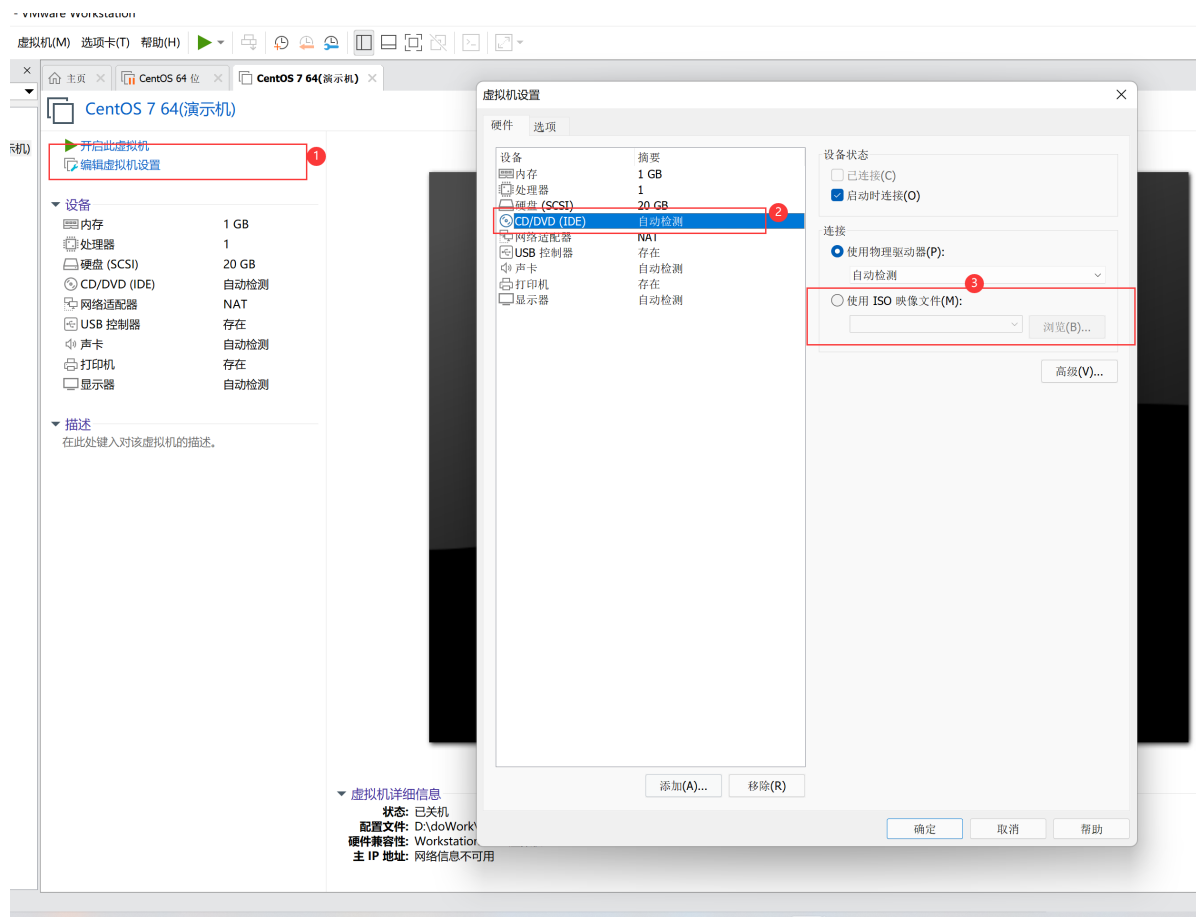 - VMware Workstation
虚拟机(M) 选项卡(T) 帮助(H)
主页
CentOS 64 位
CentOS 7 64(演示机)
CentOS 7 64(演示机)
示机)
开启此虚拟机
编辑虚拟机设置
1
设备
内存 1 GB
处理器 1
硬盘 (SCSI) 20 GB
CD/DVD (IDE) 自动检测
网络适配器 NAT
USB 控制器 存在
声卡 自动检测
打印机 存在
显示器 自动检测
描述
在此处键入对该虚拟机的描述。
虚拟机设置
硬件 选项
设备 摘要
内存 1 GB
处理器 1
硬盘 (SCSI) 20 GB
CD/DVD (IDE) 自动检测
2
网络适配器 NAT
USB 控制器 存在
声卡 自动检测
打印机 存在
显示器 自动检测
添加(A)... 移除(R)
设备状态
已连接(C)
启动时连接(O)
连接
使用物理驱动器(P):
自动检测
3
使用 ISO 映像文件(M):
浏览(B)...
高级(V)...
确定 取消 帮助
虚拟机详细信息
状态: 已关机
配置文件: D:\doWork\
硬件兼容性: Workstation
主 IP 地址: 网络信息不可用